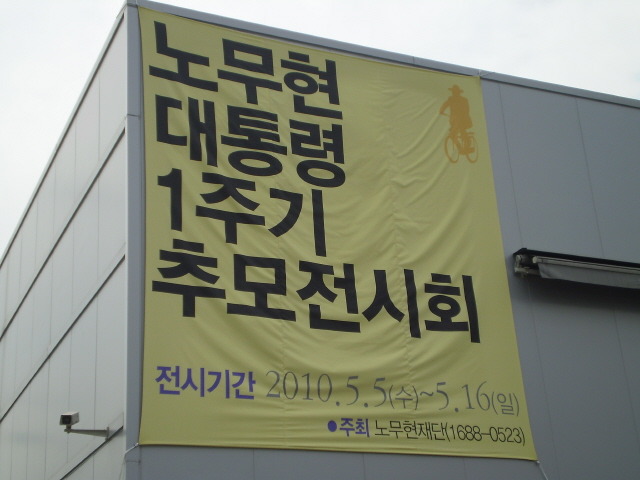 노무현
대통령
1주기
추모전시회
전시기간 2010.5.5(수)~5.16(일)
●주최 노무현재단(1688-0523)